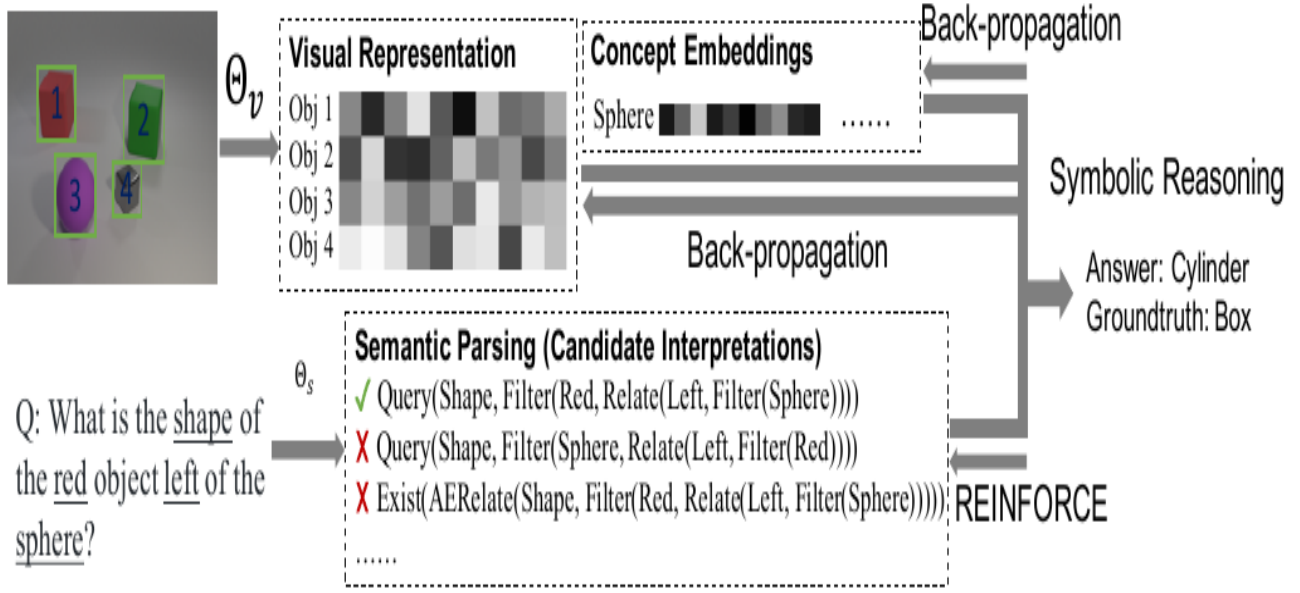 1
2
3
4
Θv
Visual Representation
Obj 1
Obj 2
Obj 3
Obj 4
Concept Embeddings
Sphere ......
Back-propagation
Back-propagation
Symbolic Reasoning
Answer: Cylinder
Groundtruth: Box
Q: What is the shape of
the red object left of the
sphere?
Θs
Semantic Parsing (Candidate Interpretations)
✓ Query(Shape, Filter(Red, Relate(Left, Filter(Sphere))))
✗ Query(Shape, Filter(Sphere, Relate(Left, Filter(Red))))
✗ Exist(AERelate(Shape, Filter(Red, Relate(Left, Filter(Sphere)))))
......
REINFORCE